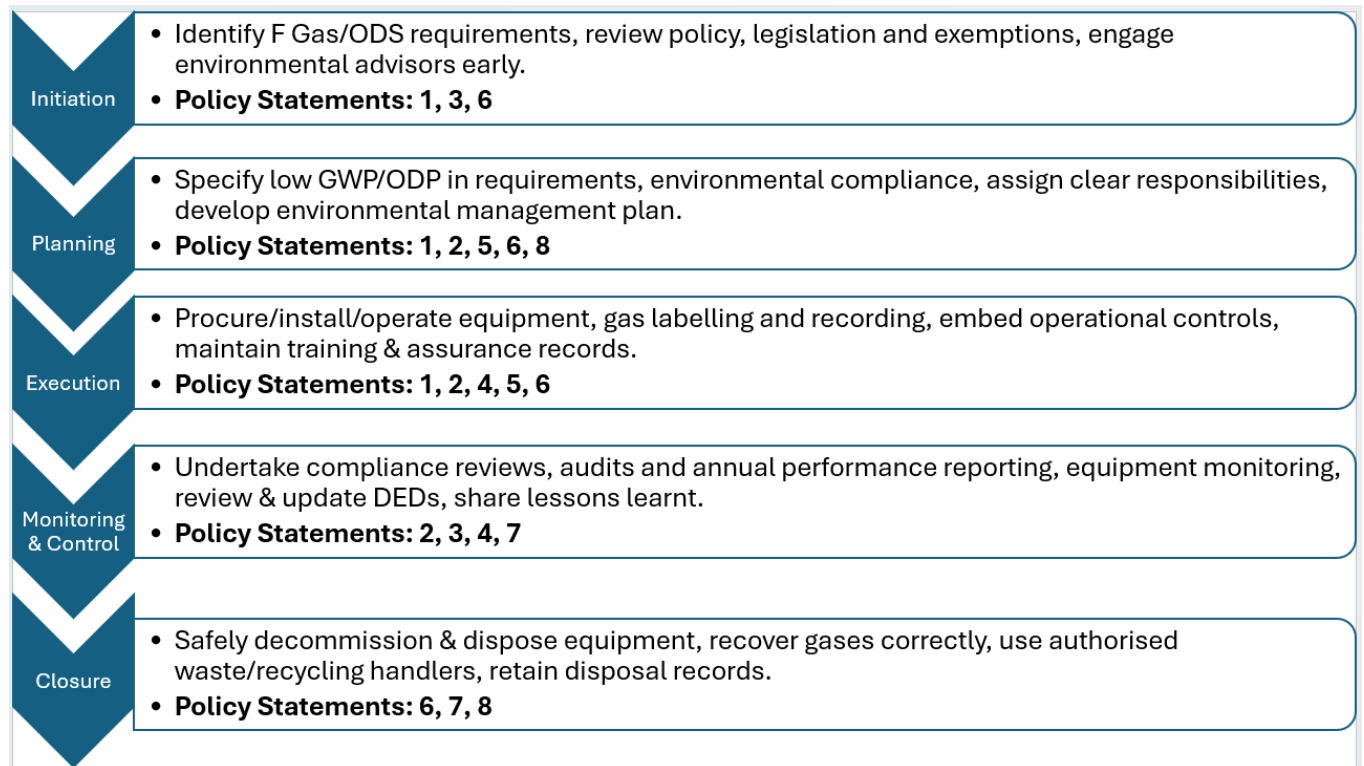 Initiation
• Identify F Gas/ODS requirements, review policy, legislation and exemptions, engage
environmental advisors early.
• Policy Statements: 1, 3, 6
Planning
• Specify low GWP/ODP in requirements, environmental compliance, assign clear responsibilities,
develop environmental management plan.
• Policy Statements: 1, 2, 5, 6, 8
Execution
• Procure/install/operate equipment, gas labelling and recording, embed operational controls,
maintain training & assurance records.
• Policy Statements: 1, 2, 4, 5, 6
Monitoring
& Control
• Undertake compliance reviews, audits and annual performance reporting, equipment monitoring,
review & update DEDs, share lessons learnt.
• Policy Statements: 2, 3, 4, 7
Closure
• Safely decommission & dispose equipment, recover gases correctly, use authorised
waste/recycling handlers, retain disposal records.
• Policy Statements: 6, 7, 8